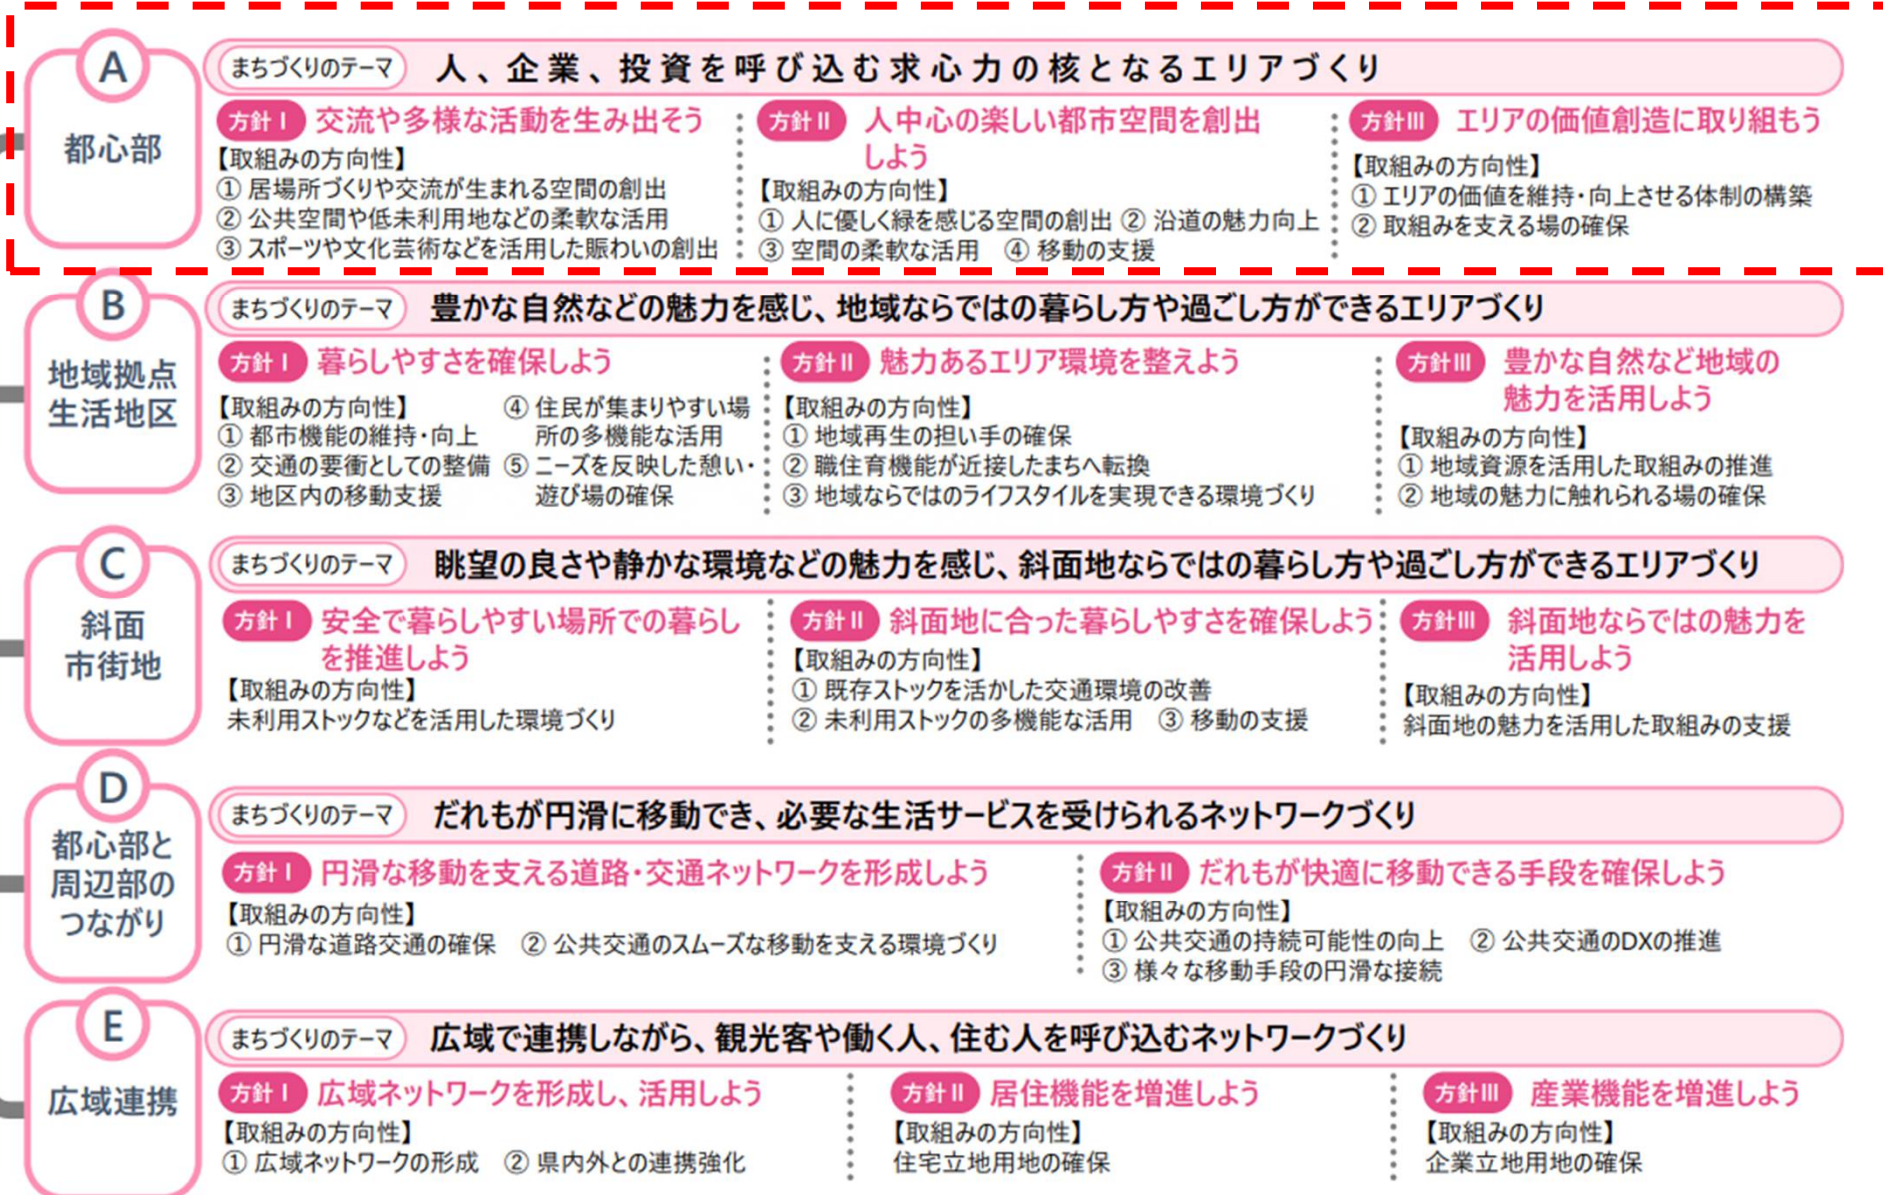 A
都心部
まちづくりのテーマ 人、企業、投資を呼び込む求心力の核となるエリアづくり
方針Ⅰ 交流や多様な活動を生み出そう
【取組みの方向性】
① 居場所づくりや交流が生まれる空間の創出
② 公共空間や低未利用地などの柔軟な活用
③ スポーツや文化芸術などを活用した賑わいの創出
方針Ⅱ 人中心の楽しい都市空間を創出
しよう
【取組みの方向性】
① 人に優しく緑を感じる空間の創出 ② 沿道の魅力向上
③ 空間の柔軟な活用 ④ 移動の支援
方針Ⅲ エリアの価値創造に取り組もう
【取組みの方向性】
① エリアの価値を維持・向上させる体制の構築
② 取組みを支える場の確保
B
地域拠点
生活地区
まちづくりのテーマ 豊かな自然などの魅力を感じ、地域ならではの暮らし方や過ごし方ができるエリアづくり
方針Ⅰ 暮らしやすさを確保しよう
【取組みの方向性】
① 都市機能の維持・向上
② 交通の要衝としての整備
③ 地区内の移動支援
④ 住民が集まりやすい場
所の多機能な活用
⑤ ニーズを反映した憩い・
遊び場の確保
方針Ⅱ 魅力あるエリア環境を整えよう
【取組みの方向性】
① 地域再生の担い手の確保
② 職住育機能が近接したまちへ転換
③ 地域ならではのライフスタイルを実現できる環境づくり
方針Ⅲ 豊かな自然など地域の
魅力を活用しよう
【取組みの方向性】
① 地域資源を活用した取組みの推進
② 地域の魅力に触れられる場の確保
C
斜面
市街地
まちづくりのテーマ 眺望の良さや静かな環境などの魅力を感じ、斜面地ならではの暮らし方や過ごし方ができるエリアづくり
方針Ⅰ 安全で暮らしやすい場所での暮らし
を推進しよう
【取組みの方向性】
未利用ストックなどを活用した環境づくり
方針Ⅱ 斜面地に合った暮らしやすさを確保しよう
【取組みの方向性】
① 既存ストックを活かした交通環境の改善
② 未利用ストックの多機能な活用 ③ 移動の支援
方針Ⅲ 斜面地ならではの魅力を
活用しよう
【取組みの方向性】
斜面地の魅力を活用した取組みの支援
D
都心部と
周辺部の
つながり
まちづくりのテーマ だれもが円滑に移動でき、必要な生活サービスを受けられるネットワークづくり
方針Ⅰ 円滑な移動を支える道路・交通ネットワークを形成しよう
【取組みの方向性】
① 円滑な道路交通の確保 ② 公共交通のスムーズな移動を支える環境づくり
方針Ⅱ だれもが快適に移動できる手段を確保しよう
【取組みの方向性】
① 公共交通の持続可能性の向上 ② 公共交通のDXの推進
③ 様々な移動手段の円滑な接続
E
広域連携
まちづくりのテーマ 広域で連携しながら、観光客や働く人、住む人を呼び込むネットワークづくり
方針Ⅰ 広域ネットワークを形成し、活用しよう
【取組みの方向性】
① 広域ネットワークの形成 ② 県内外との連携強化
方針Ⅱ 居住機能を増進しよう
【取組みの方向性】
住宅立地用地の確保
方針Ⅲ 産業機能を増進しよう
【取組みの方向性】
企業立地用地の確保